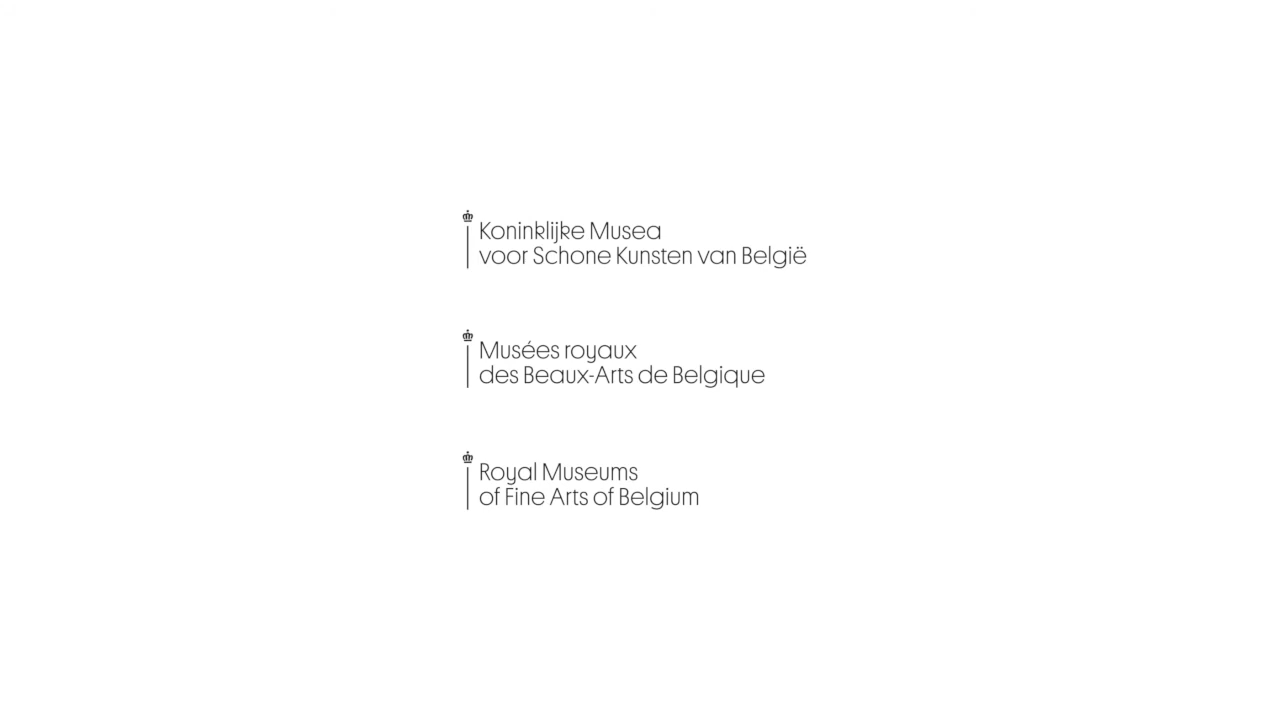 Koninklijke Musea
voor Schone Kunsten van België
Musées royaux
des Beaux-Arts de Belgique
Royal Museums
of Fine Arts of Belgium